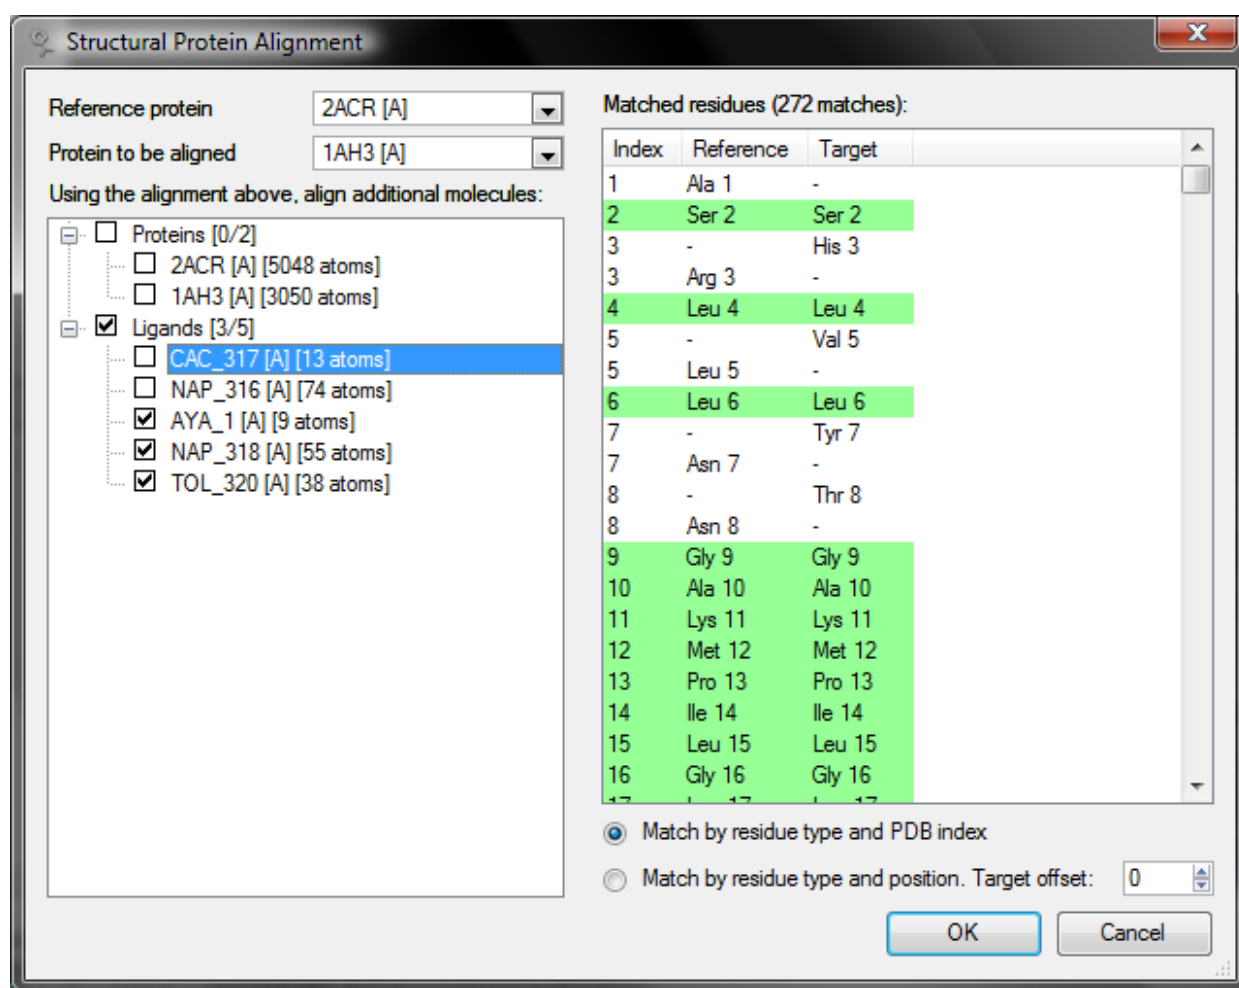 Structural Protein Alignment
Reference protein 2ACR [A]
Protein to be aligned 1AH3 [A]
Using the alignment above, align additional molecules:
Proteins [0/2]
2ACR [A] [5048 atoms]
1AH3 [A] [3050 atoms]
Ligands [3/5]
CAC_317 [A] [13 atoms]
NAP_316 [A] [74 atoms]
AYA_1 [A] [9 atoms]
NAP_318 [A] [55 atoms]
TOL_320 [A] [38 atoms]
Matched residues (272 matches):
Index Reference Target
1 Ala 1 -
2 Ser 2 Ser 2
3 - His 3
3 Arg 3 -
4 Leu 4 Leu 4
5 - Val 5
5 Leu 5 -
6 Leu 6 Leu 6
7 - Tyr 7
7 Asn 7 -
8 - Thr 8
8 Asn 8 -
9 Gly 9 Gly 9
10 Ala 10 Ala 10
11 Lys 11 Lys 11
12 Met 12 Met 12
13 Pro 13 Pro 13
14 Ile 14 Ile 14
15 Leu 15 Leu 15
16 Gly 16 Gly 16
Match by residue type and PDB index
Match by residue type and position. Target offset: 0
OK Cancel